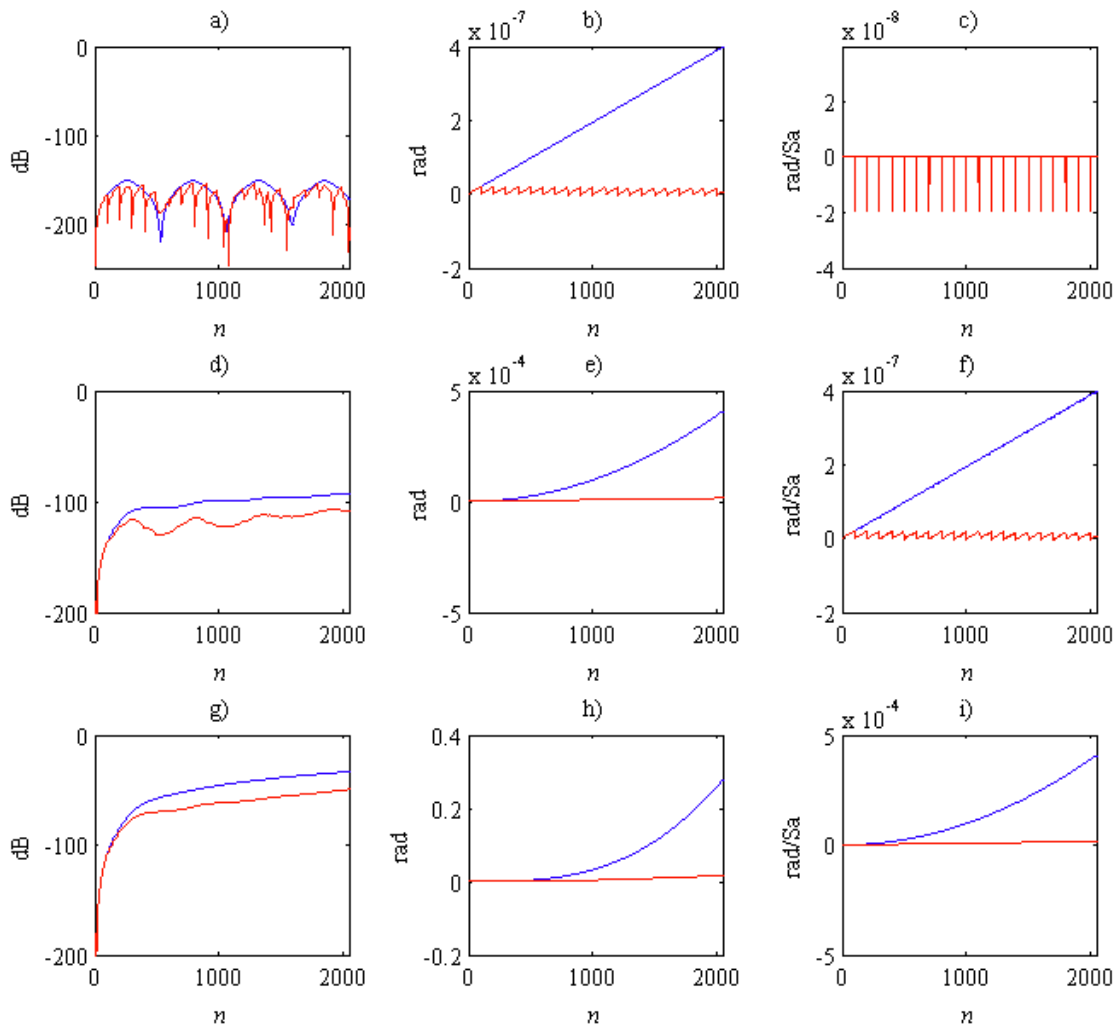 a) b) c)
x 10^-7 x 10^-8
0 4
-100 2 2
dB rad rad/Sa
0 0
-200 -2
-2 -4
0 1000 2000 0 1000 2000 0 1000 2000
n n n
d) e) f)
x 10^-4 x 10^-7
0 5 4
2
-100 0
dB rad rad/Sa
0
-200 -5 -2
0 1000 2000 0 1000 2000 0 1000 2000
n n n
g) h) i)
x 10^-4
0 0.4 5
0.2
-100 0
dB rad rad/Sa
0
-200 -0.2 -5
0 1000 2000 0 1000 2000 0 1000 2000
n n n